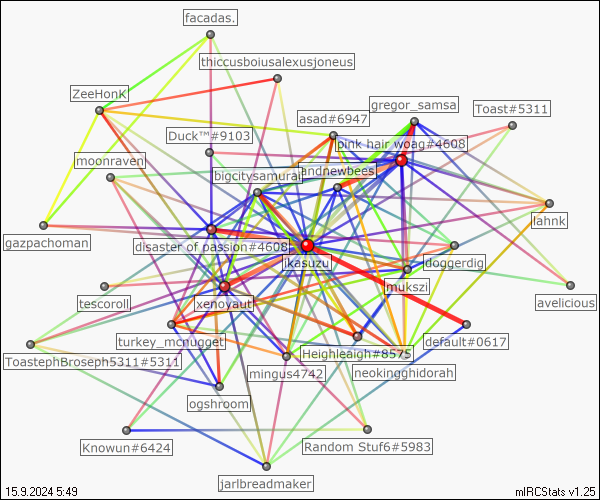 facadas.
thiccusboiusalexusjoneus
ZeeHonK
gregor_samsa
asad#6947
Toast#5311
Duck™#9103
pink hair woag#4608
moonraven
andnewbees
bigcitysamurai
lahnk
gazpachoman
disaster of passion#4608
ikasuzu
doggerdig
mukszi
tescoroll
xenoyautl
avelicious
turkey_mcnugget
default#0617
ToastephBroseph5311#5311
Heighleaigh#8575
mingus4742
neokingghidorah
ogshroom
Knowun#6424
Random Stuf6#5983
jarlbreadmaker
15.9.2024 5:49
mIRCStats v1.25